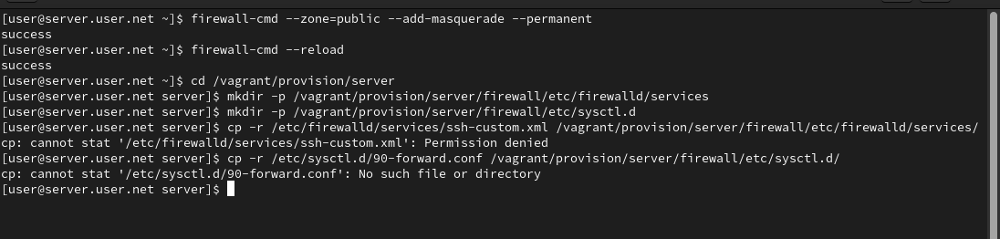 [user@server.user.net ~]$ firewall-cmd --zone=public --add-masquerade --permanent
success
[user@server.user.net ~]$ firewall-cmd --reload
success
[user@server.user.net ~]$ cd /vagrant/provision/server
[user@server.user.net server]$ mkdir -p /vagrant/provision/server/firewall/etc/firewalld/services
[user@server.user.net server]$ mkdir -p /vagrant/provision/server/firewall/etc/sysctl.d
[user@server.user.net server]$ cp -r /etc/firewalld/services/ssh-custom.xml /vagrant/provision/server/firewall/etc/firewalld/services/
cp: cannot stat '/etc/firewalld/services/ssh-custom.xml': Permission denied
[user@server.user.net server]$ cp -r /etc/sysctl.d/90-forward.conf /vagrant/provision/server/firewall/etc/sysctl.d/
cp: cannot stat '/etc/sysctl.d/90-forward.conf': No such file or directory
[user@server.user.net server]$